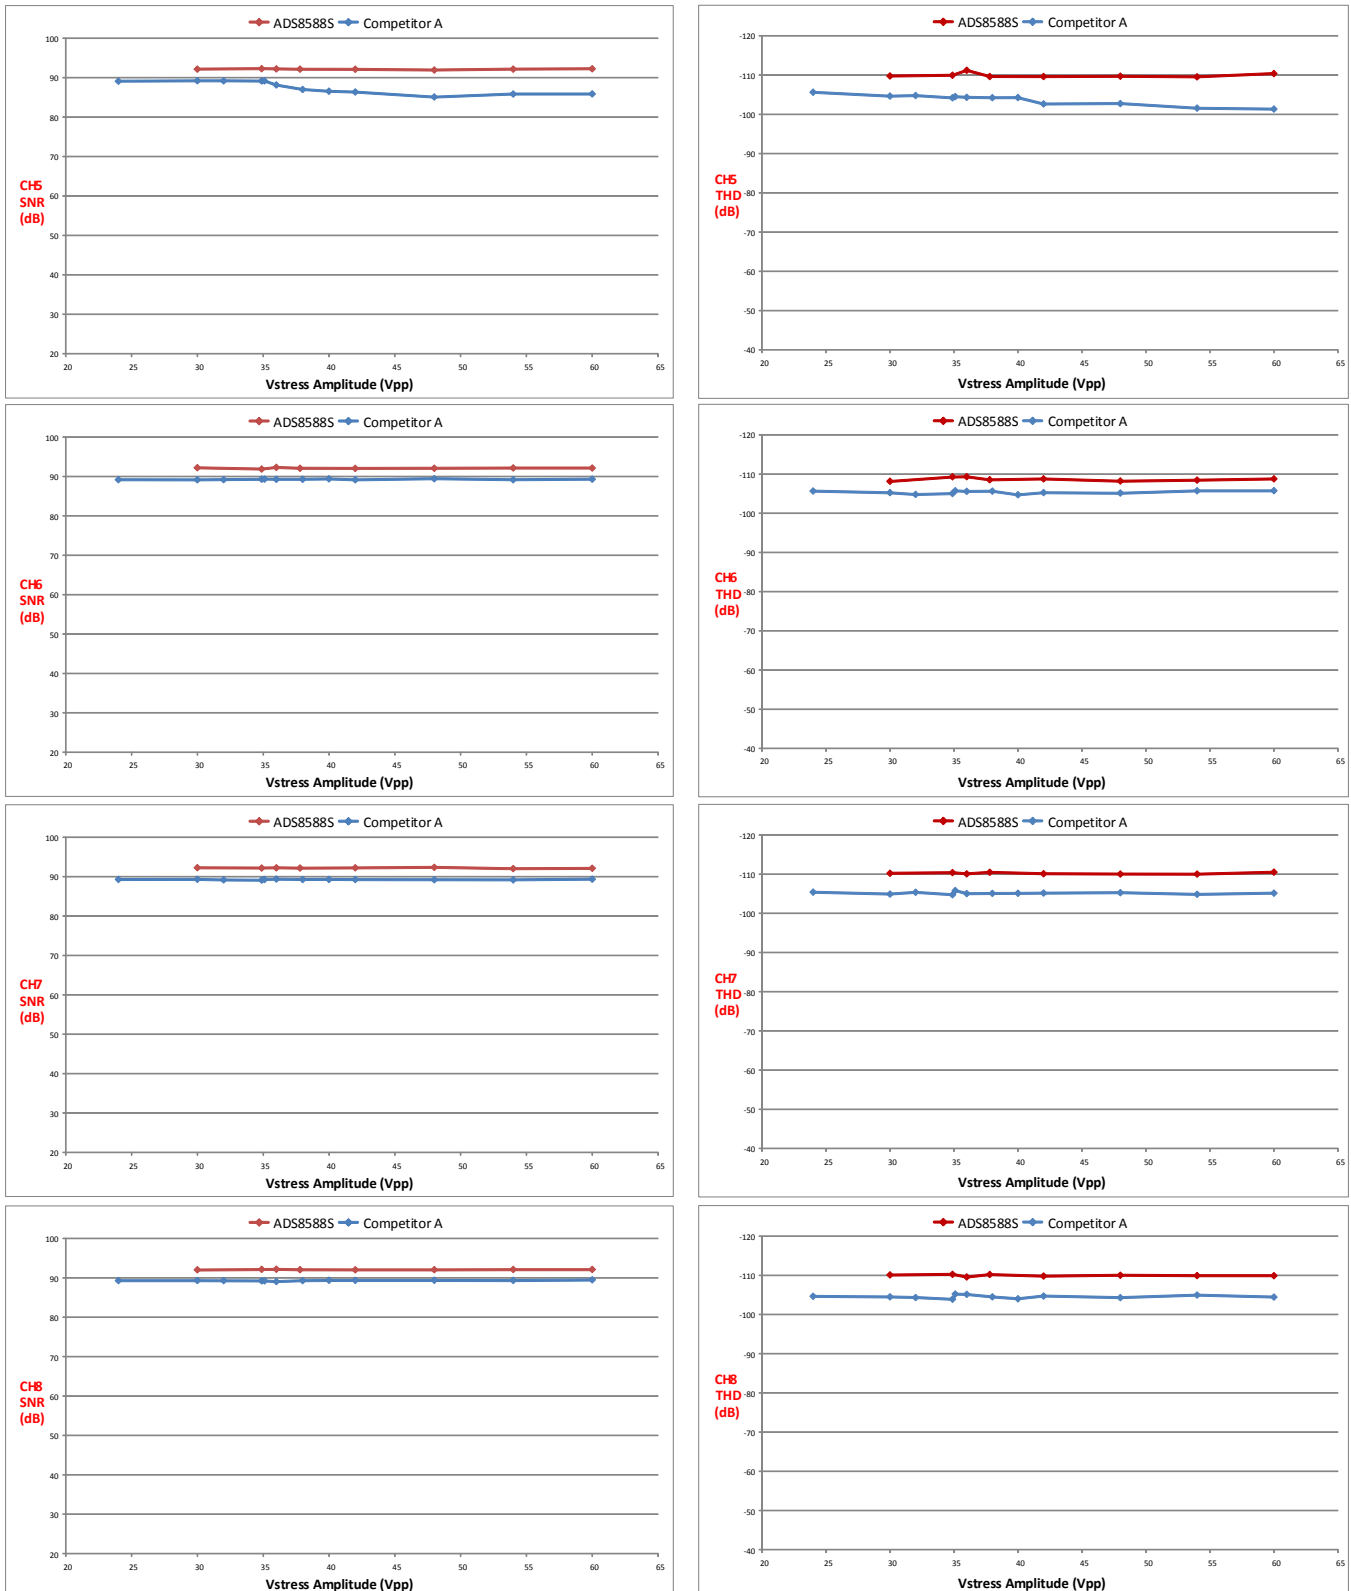 ADS8588S Competitor A
100
90
80
70
60
50
40
30
20
CH5
SNR
(dB)
20 25 30 35 40 45 50 55 60 65
Vstress Amplitude (Vpp)
ADS8588S Competitor A
-120
-110
-100
-90
-80
-70
-60
-50
-40
CH5
THD
(dB)
20 25 30 35 40 45 50 55 60 65
Vstress Amplitude (Vpp)
ADS8588S Competitor A
100
90
80
70
60
50
40
30
20
CH6
SNR
(dB)
20 25 30 35 40 45 50 55 60 65
Vstress Amplitude (Vpp)
ADS8588S Competitor A
-120
-110
-100
-90
-80
-70
-60
-50
-40
CH6
THD
(dB)
20 25 30 35 40 45 50 55 60 65
Vstress Amplitude (Vpp)
ADS8588S Competitor A
100
90
80
70
60
50
40
30
20
CH7
SNR
(dB)
20 25 30 35 40 45 50 55 60 65
Vstress Amplitude (Vpp)
ADS8588S Competitor A
-120
-110
-100
-90
-80
-70
-60
-50
-40
CH7
THD
(dB)
20 25 30 35 40 45 50 55 60 65
Vstress Amplitude (Vpp)
ADS8588S Competitor A
100
90
80
70
60
50
40
30
20
CH8
SNR
(dB)
20 25 30 35 40 45 50 55 60 65
Vstress Amplitude (Vpp)
ADS8588S Competitor A
-120
-110
-100
-90
-80
-70
-60
-50
-40
CH8
THD
(dB)
20 25 30 35 40 45 50 55 60 65
Vstress Amplitude (Vpp)